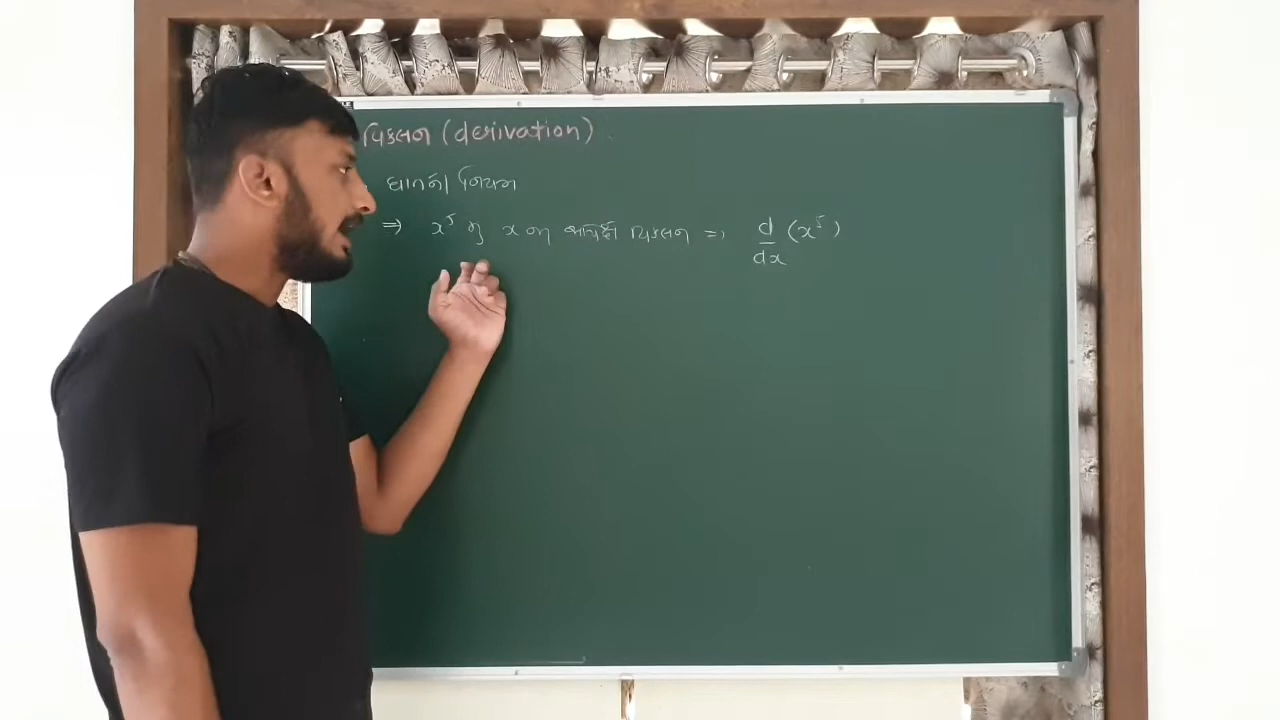 વિકલન (derivation)
ઘાતનો નિયમ
⇒ x⁵ નું x ના સાપેક્ષે વિકલન ⇒ d/dx (x⁵)